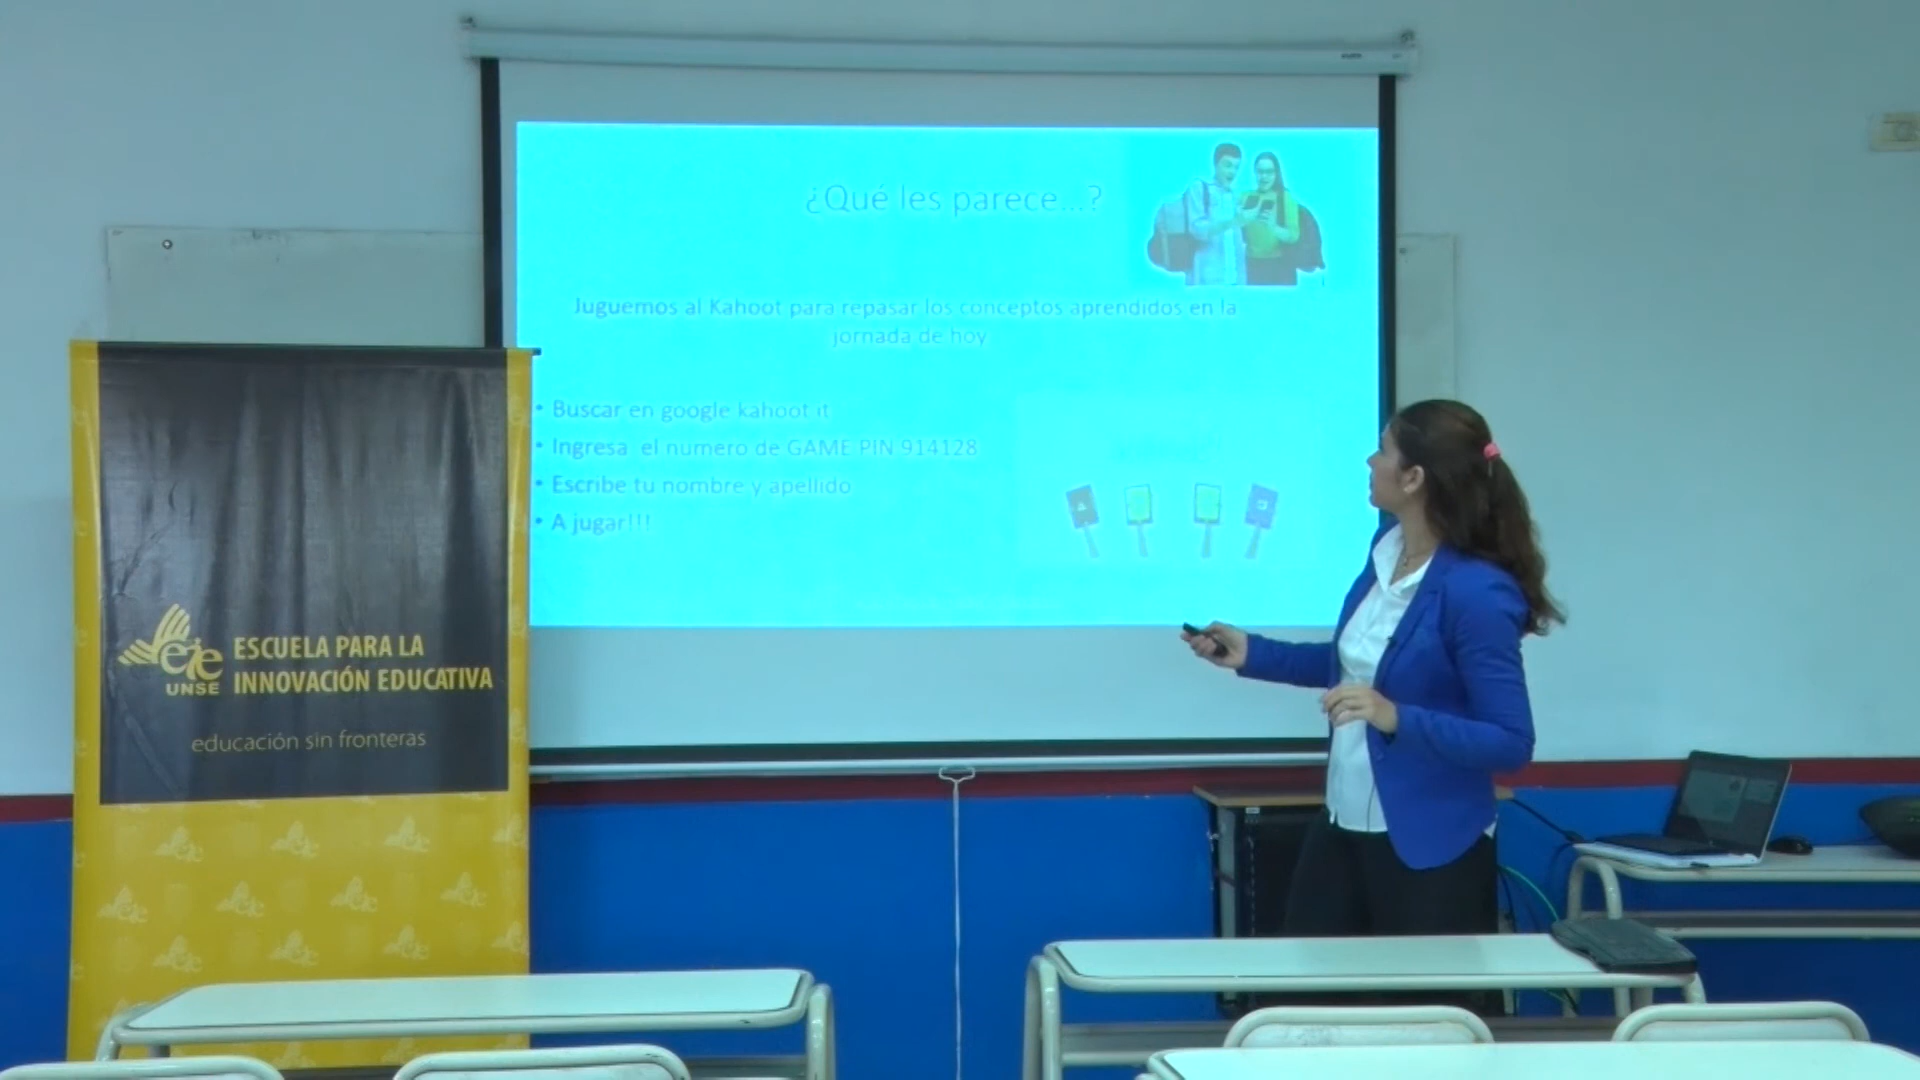 ¿Qué les parece...?
Juguemos al Kahoot para repasar los conceptos aprendidos en la
jornada de hoy
• Buscar en google kahoot it
• Ingresa el numero de GAME PIN 914128
• Escribe tu nombre y apellido
• A jugar!!!
eie
UNSE
ESCUELA PARA LA
INNOVACIÓN EDUCATIVA
educación sin fronteras